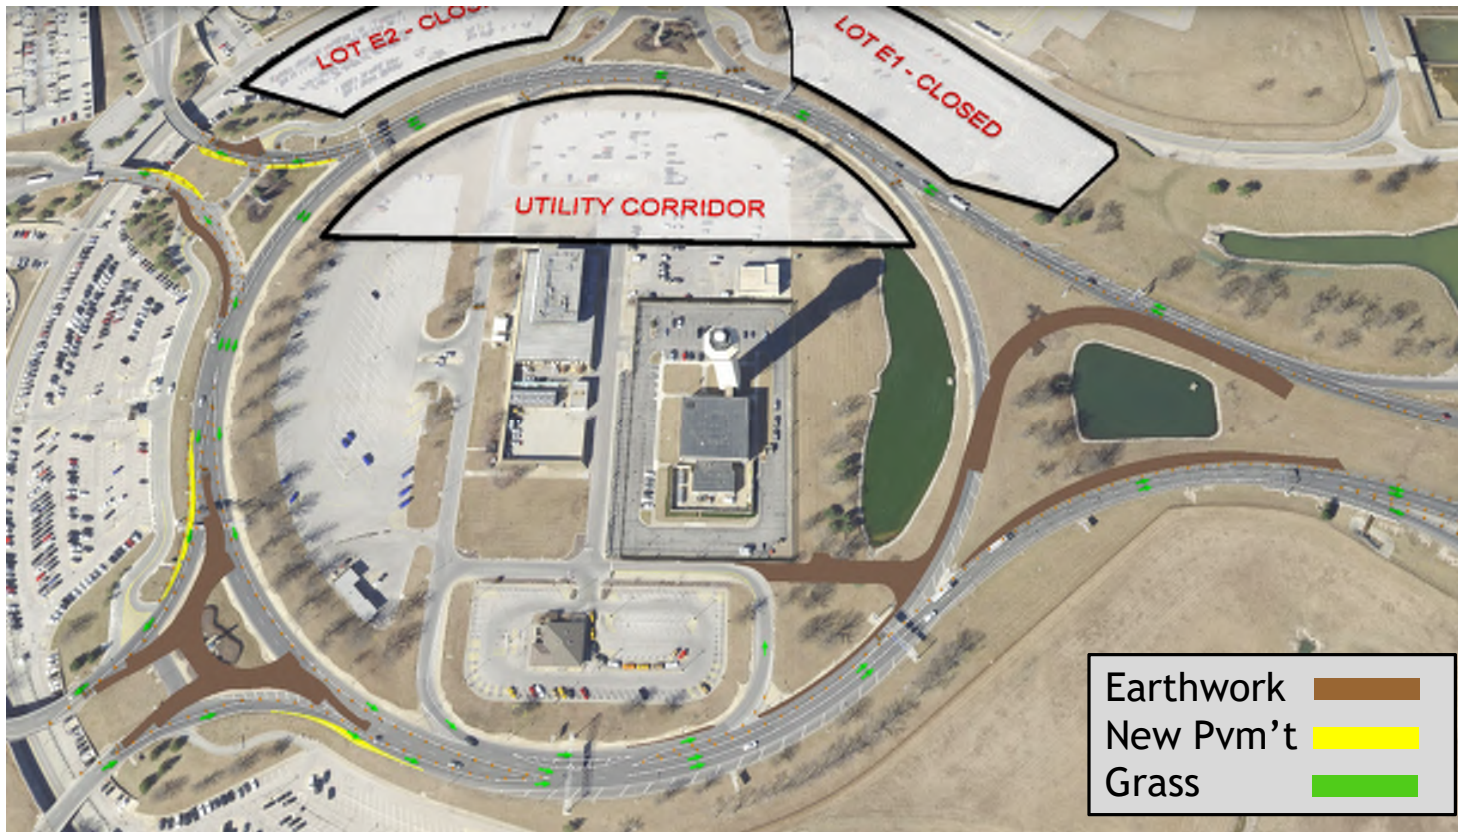 LOT E2 - CLOS
LOT E1 - CLOSED
UTILITY CORRIDOR
Earthwork
New Pvm’t
Grass